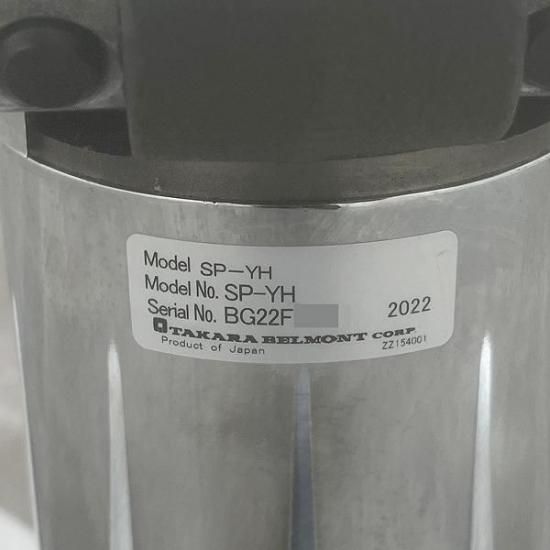 Model SP-YH
Model No. SP-YH
Serial No. BG22F 2022
TAKARA BELMONT CORP.
Product of Japan ZZ154001